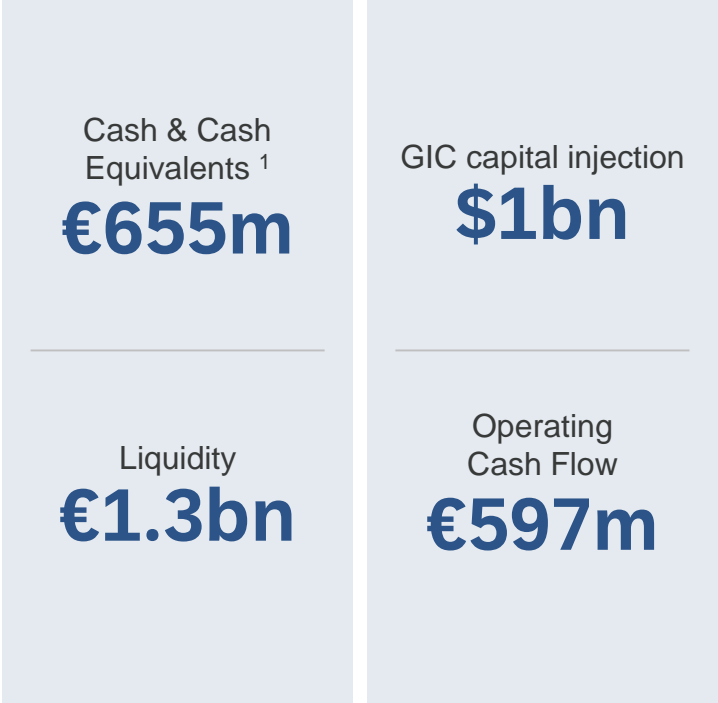 Cash & Cash
Equivalents ¹
€655m
Liquidity
€1.3bn
GIC capital injection
$1bn
Operating
Cash Flow
€597m